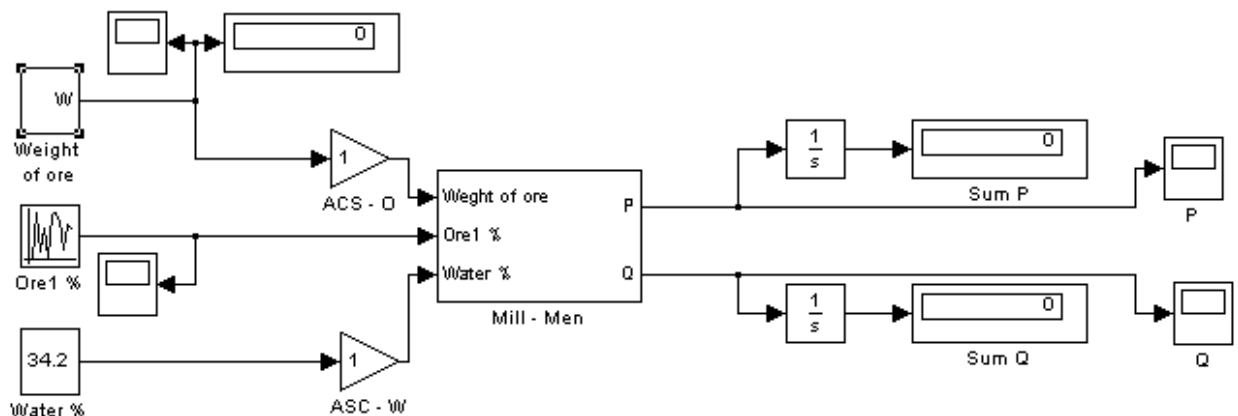 0
W
Weight
of ore
1
ACS - O
Weght of ore
Ore1 %
Water %
P
Q
Mill - Men
1
s
0
Sum P
P
Ore1 %
1
s
0
Sum Q
Q
34.2
Water %
1
ASC - W